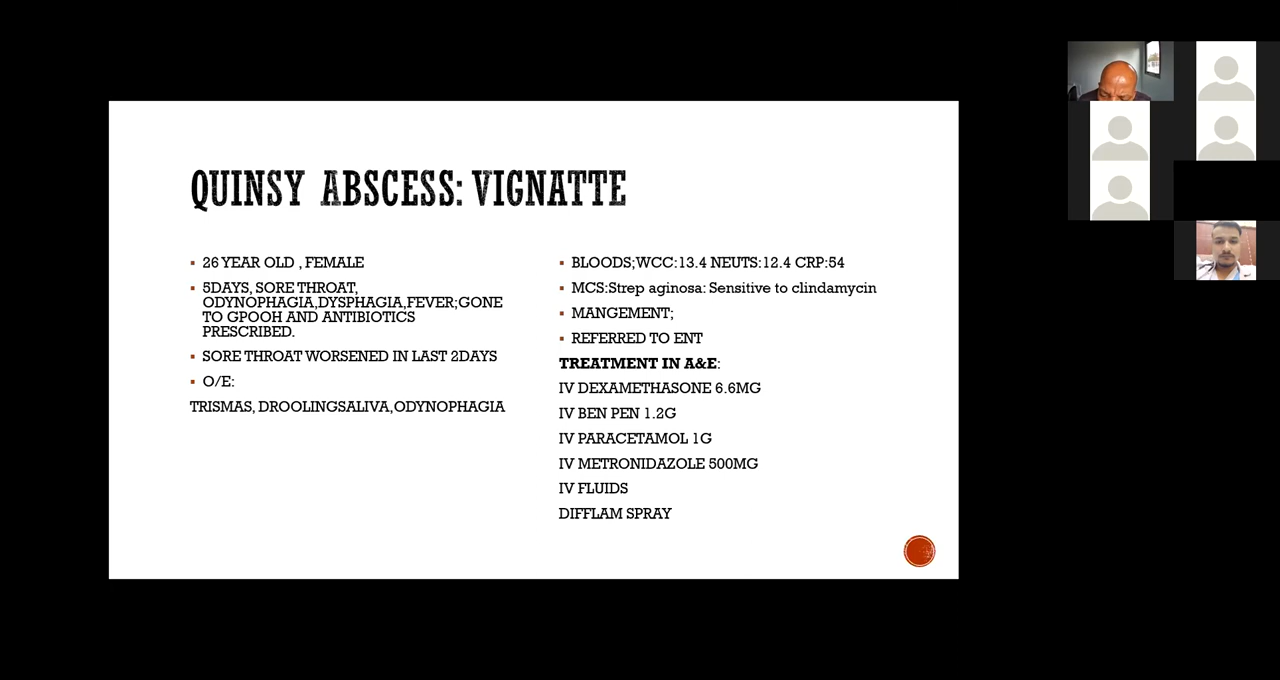 QUINSY ABSCESS: VIGNATTE
26 YEAR OLD , FEMALE
5DAYS, SORE THROAT,
ODYNOPHAGIA,DYSPHAGIA,FEVER;GONE
TO GPOOH AND ANTIBIOTICS
PRESCRIBED.
SORE THROAT WORSENED IN LAST 2DAYS
O/E:
TRISMAS, DROOLINGSALIVA,ODYNOPHAGIA
BLOODS;WCC:13.4 NEUTS:12.4 CRP:54
MCS:Strep aginosa: Sensitive to clindamycin
MANGEMENT;
REFERRED TO ENT
TREATMENT IN A&E:
IV DEXAMETHASONE 6.6MG
IV BEN PEN 1.2G
IV PARACETAMOL 1G
IV METRONIDAZOLE 500MG
IV FLUIDS
DIFFLAM SPRAY